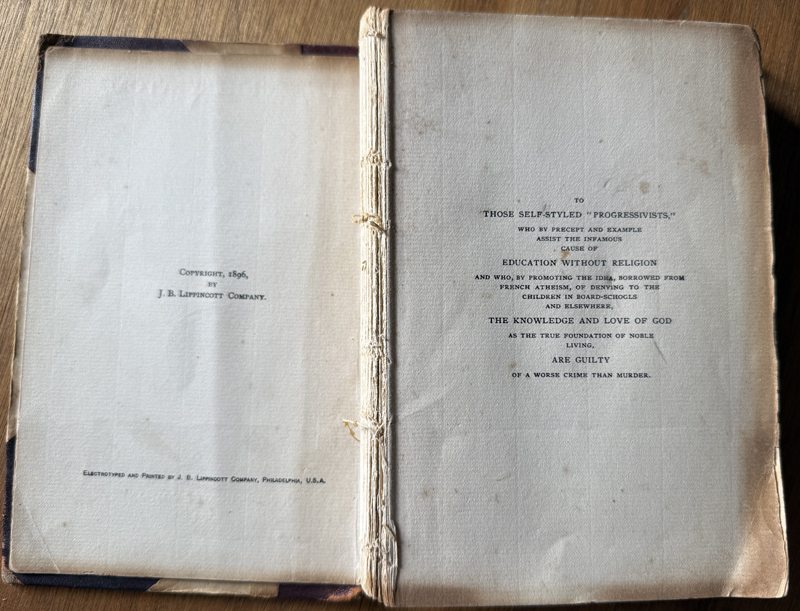 Copyright, 1896,
BY
J. B. Lippincott Company.
Electrotyped and Printed by J. B. Lippincott Company, Philadelphia, U.S.A.
TO
THOSE SELF-STYLED "PROGRESSIVISTS,"
WHO BY PRECEPT AND EXAMPLE
ASSIST THE INFAMOUS
CAUSE OF
EDUCATION WITHOUT RELIGION
AND WHO, BY PROMOTING THE IDEA, BORROWED FROM
FRENCH ATHEISM, OF DENYING TO THE
CHILDREN IN BOARD-SCHOOLS
AND ELSEWHERE,
THE KNOWLEDGE AND LOVE OF GOD
AS THE TRUE FOUNDATION OF NOBLE
LIVING,
ARE GUILTY
OF A WORSE CRIME THAN MURDER.